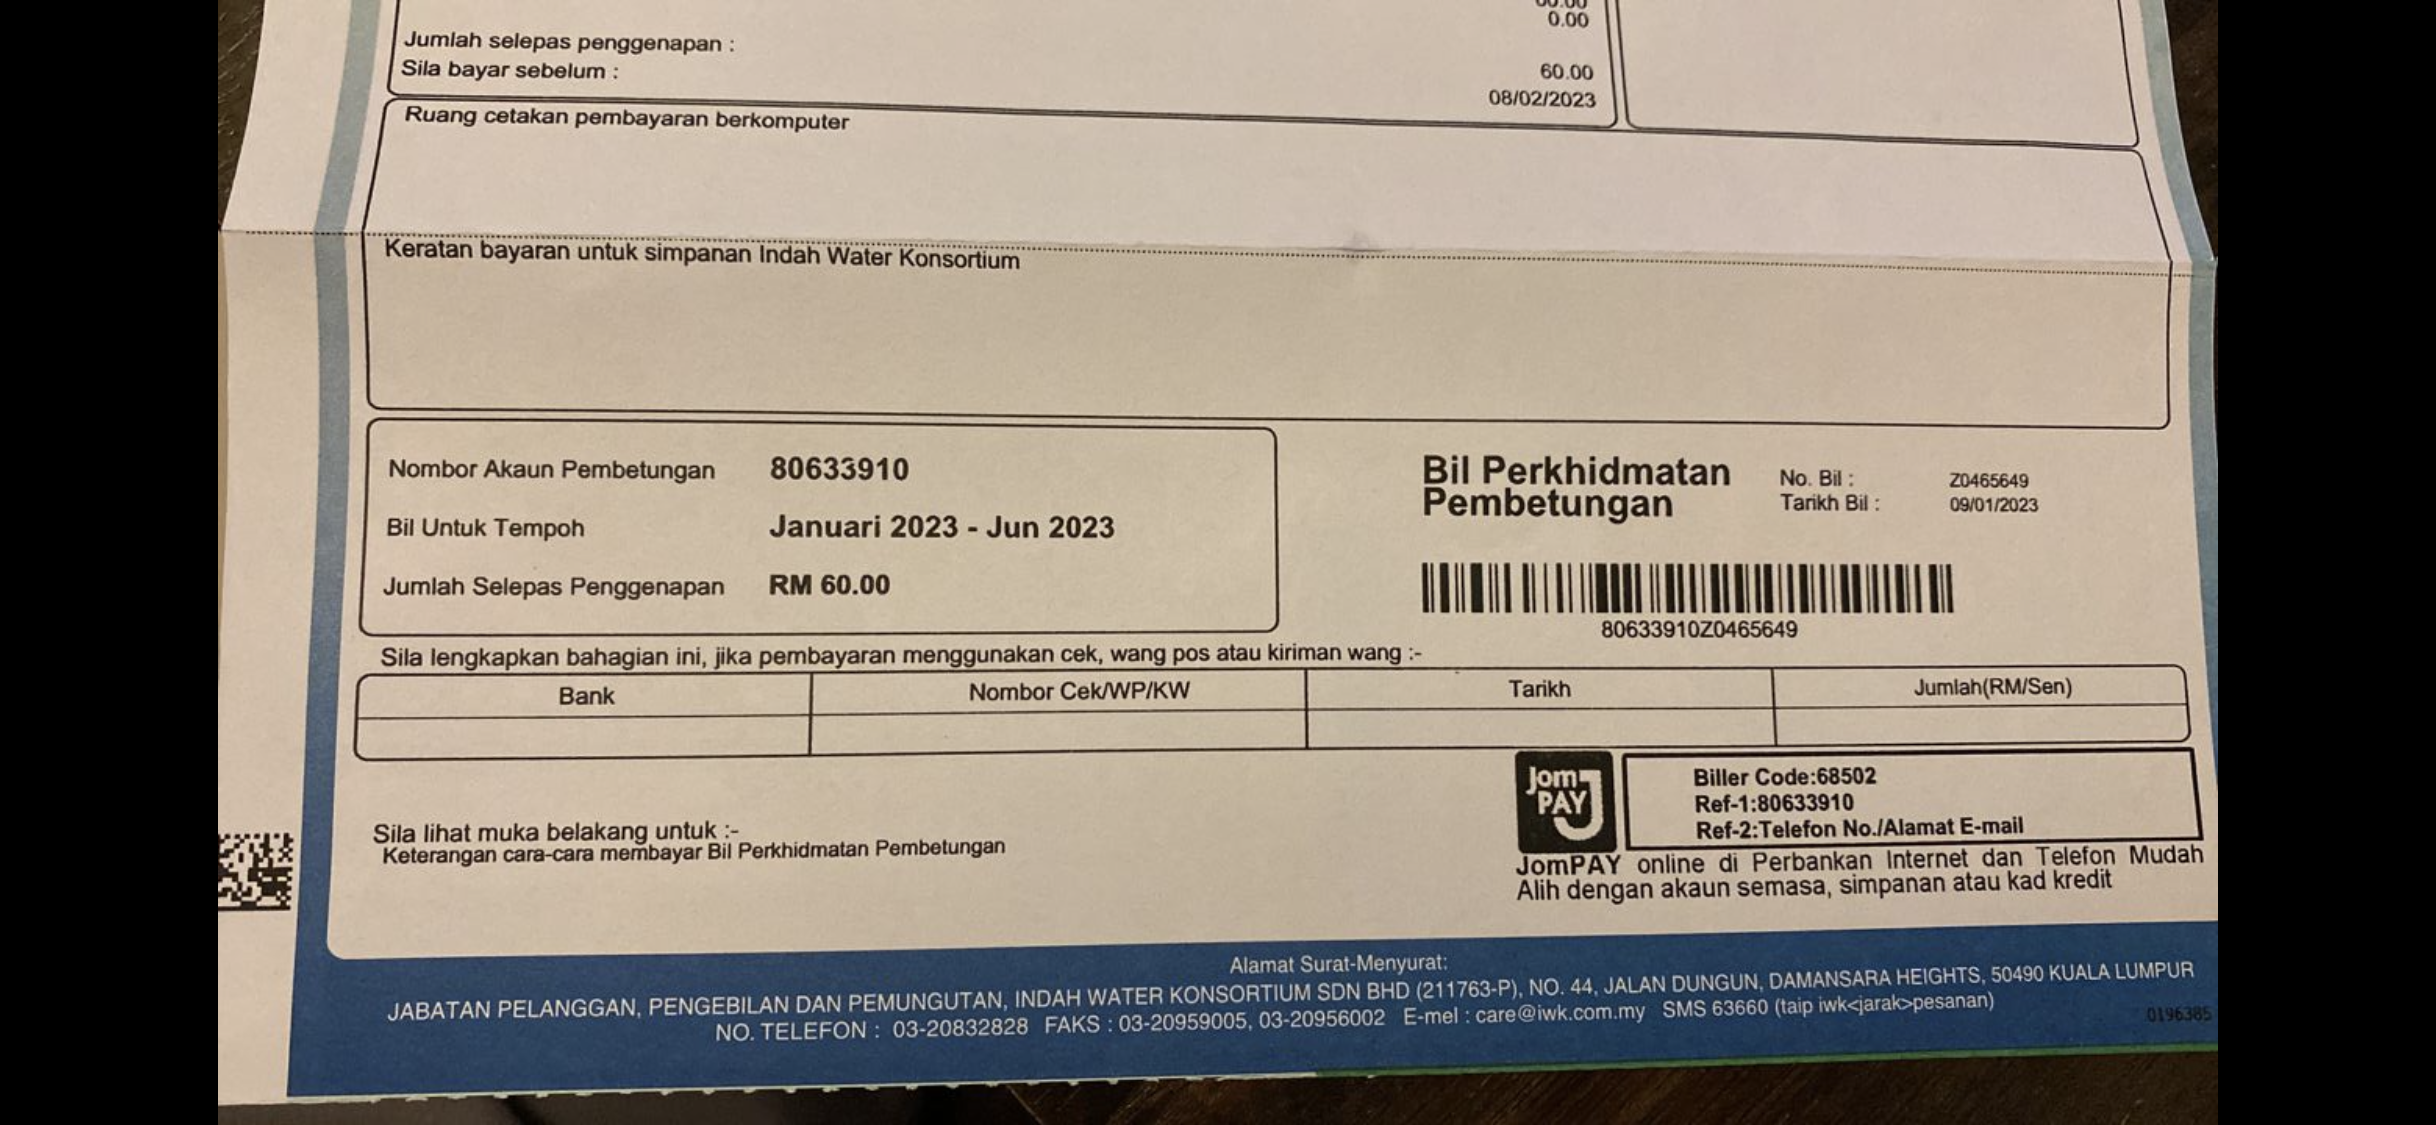 0.00
Jumlah selepas penggenapan :
60.00
Sila bayar sebelum :
08/02/2023
Ruang cetakan pembayaran berkomputer
Keratan bayaran untuk simpanan Indah Water Konsortium
Nombor Akaun Pembetungan 80633910
Bil Untuk Tempoh Januari 2023 - Jun 2023
Jumlah Selepas Penggenapan RM 60.00
Bil Perkhidmatan
Pembetungan
No. Bil : Z0465649
Tarikh Bil : 09/01/2023
80633910Z0465649
Sila lengkapkan bahagian ini, jika pembayaran menggunakan cek, wang pos atau kiriman wang :-
Bank Nombor Cek/WP/KW Tarikh Jumlah(RM/Sen)
Sila lihat muka belakang untuk :-
Keterangan cara-cara membayar Bil Perkhidmatan Pembetungan
Jom
PAY
Biller Code:68502
Ref-1:80633910
Ref-2:Telefon No./Alamat E-mail
JomPAY online di Perbankan Internet dan Telefon Mudah
Alih dengan akaun semasa, simpanan atau kad kredit
Alamat Surat-Menyurat:
JABATAN PELANGGAN, PENGEBILAN DAN PEMUNGUTAN, INDAH WATER KONSORTIUM SDN BHD (211763-P), NO. 44, JALAN DUNGUN, DAMANSARA HEIGHTS, 50490 KUALA LUMPUR
NO. TELEFON : 03-20832828 FAKS : 03-20959005, 03-20956002 E-mel : care@iwk.com.my SMS 63660 (taip iwk<jarak>pesanan)
0196385